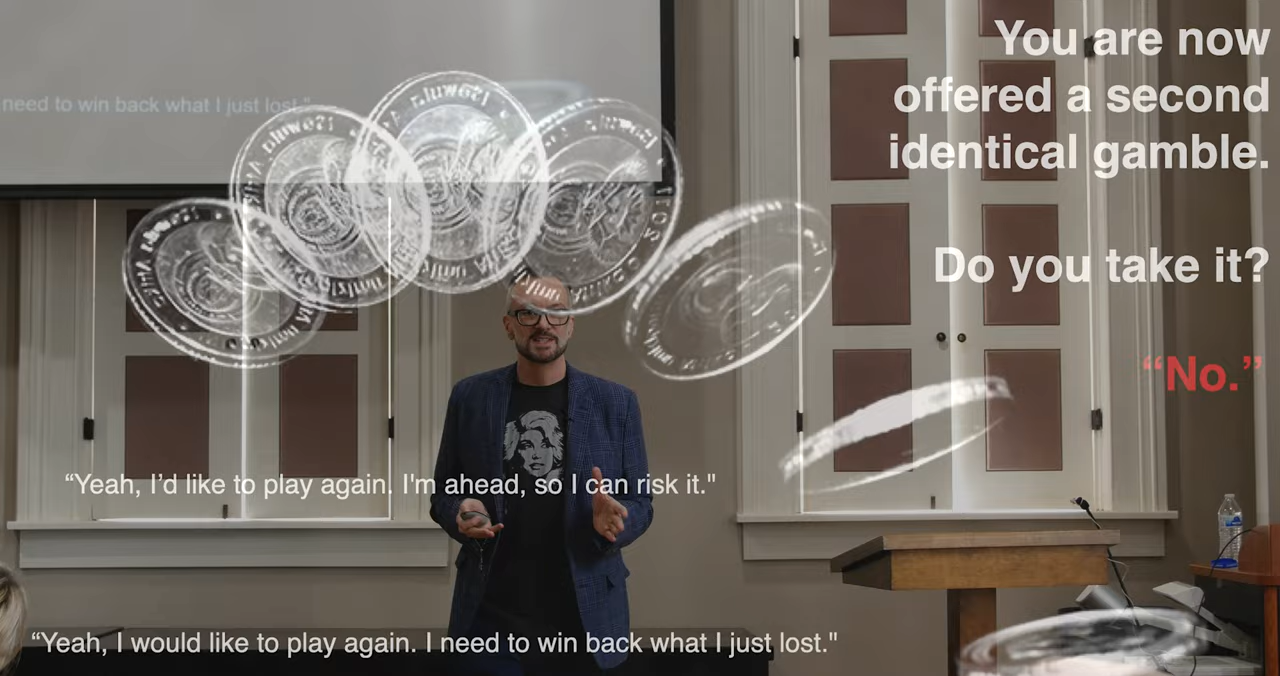 need to win back what I just lost."
You are now
offered a second
identical gamble.
Do you take it?
“No.”
“Yeah, I’d like to play again. I'm ahead, so I can risk it."
“Yeah, I would like to play again. I need to win back what I just lost."